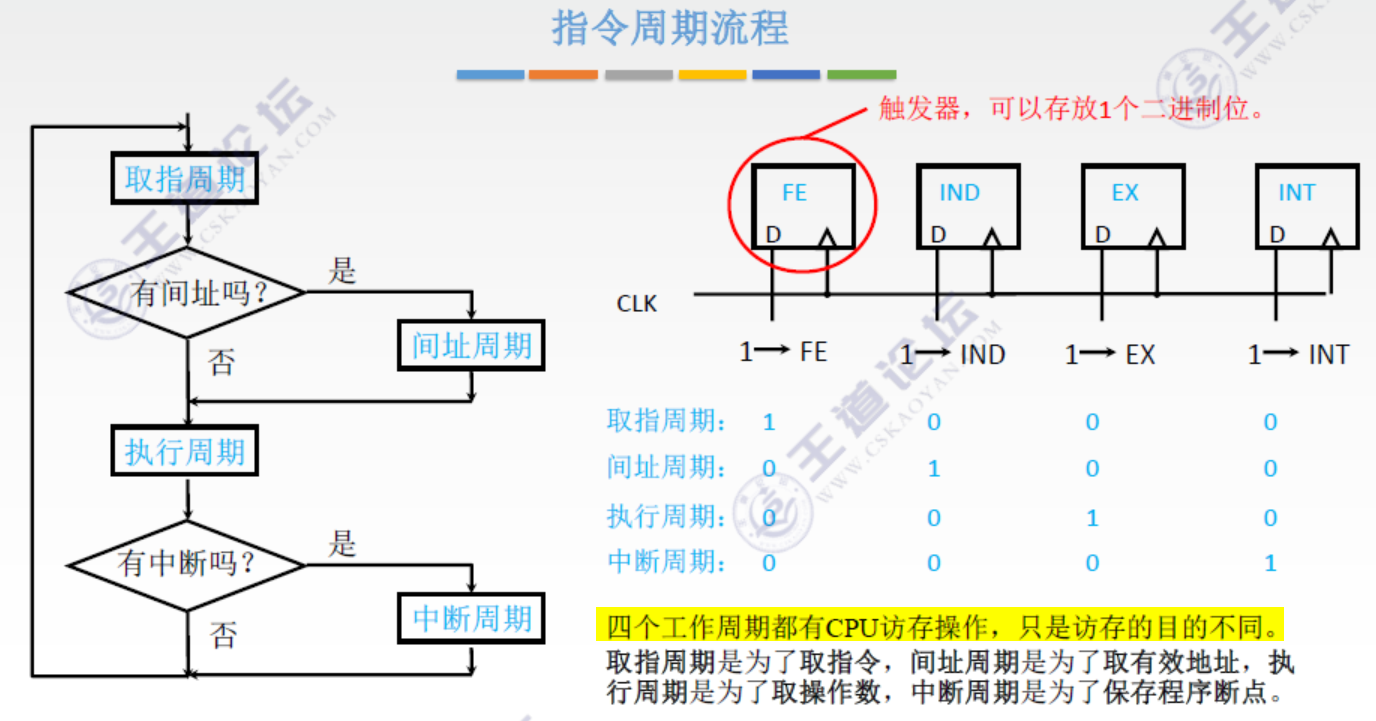 指令周期流程
触发器，可以存放1个二进制位。
取指周期
有间址吗？
是
间址周期
否
执行周期
有中断吗？
是
中断周期
否
FE IND EX INT
D D D D
CLK
1→ FE 1→ IND 1→ EX 1→ INT
取指周期： 1 0 0 0
间址周期： 0 1 0 0
执行周期： 0 0 1 0
中断周期： 0 0 0 1
四个工作周期都有CPU访存操作，只是访存的目的不同。
取指周期是为了取指令，间址周期是为了取有效地址，执
行周期是为了取操作数，中断周期是为了保存程序断点。
王道论坛
WWW.CSKAOYAN.COM